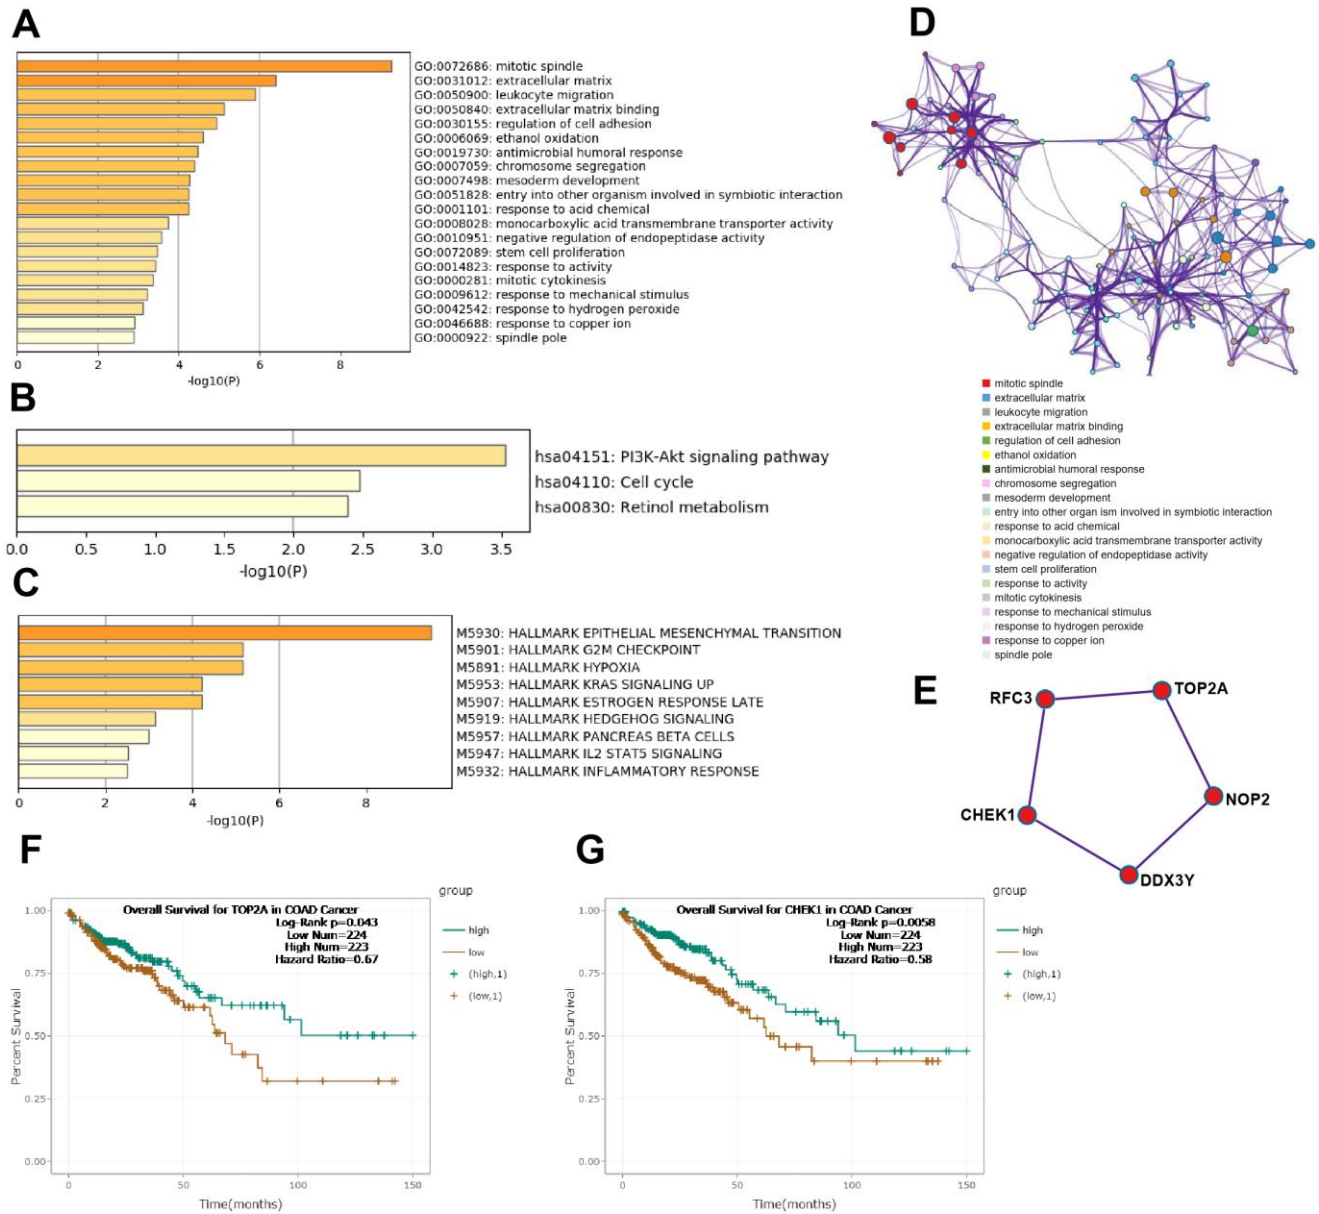 A
GO:0072686: mitotic spindle
GO:0031012: extracellular matrix
GO:0050900: leukocyte migration
GO:0050840: extracellular matrix binding
GO:0030155: regulation of cell adhesion
GO:0006069: ethanol oxidation
GO:0019730: antimicrobial humoral response
GO:0007059: chromosome segregation
GO:0007498: mesoderm development
GO:0051828: entry into other organism involved in symbiotic interaction
GO:0001101: response to acid chemical
GO:0008028: monocarboxylic acid transmembrane transporter activity
GO:0010951: negative regulation of endopeptidase activity
GO:0072089: stem cell proliferation
GO:0014823: response to activity
GO:0000281: mitotic cytokinesis
GO:0009612: response to mechanical stimulus
GO:0042542: response to hydrogen peroxide
GO:0046688: response to copper ion
GO:0000922: spindle pole
0 2 4 6 8
-log10(P)
B
hsa04151: PI3K-Akt signaling pathway
hsa04110: Cell cycle
hsa00830: Retinol metabolism
0.0 0.5 1.0 1.5 2.0 2.5 3.0 3.5
-log10(P)
C
M5930: HALLMARK EPITHELIAL MESENCHYMAL TRANSITION
M5901: HALLMARK G2M CHECKPOINT
M5891: HALLMARK HYPOXIA
M5953: HALLMARK KRAS SIGNALING UP
M5907: HALLMARK ESTROGEN RESPONSE LATE
M5919: HALLMARK HEDGEHOG SIGNALING
M5957: HALLMARK PANCREAS BETA CELLS
M5947: HALLMARK IL2 STAT5 SIGNALING
M5932: HALLMARK INFLAMMATORY RESPONSE
0 2 4 6 8
-log10(P)
D
mitotic spindle
extracellular matrix
leukocyte migration
extracellular matrix binding
regulation of cell adhesion
ethanol oxidation
antimicrobial humoral response
chromosome segregation
mesoderm development
entry into other organ ism involved in symbiotic interaction
response to acid chemical
monocarboxylic acid transmembrane transporter activity
negative regulation of endopeptidase activity
stem cell proliferation
response to activity
mitotic cytokinesis
response to mechanical stimulus
response to hydrogen peroxide
response to copper ion
spindle pole
E
RFC3
TOP2A
NOP2
CHEK1
DDX3Y
F
Overall Survival for TOP2A in COAD Cancer
Log-Rank p=0.043
Low Num=224
High Num=223
Hazard Ratio=0.67
group
high
low
(high,1)
(low,1)
Percent Survival
1.00
0.75
0.50
0.25
0.00
0 50 100 150
Time(months)
G
Overall Survival for CHEK1 in COAD Cancer
Log-Rank p=0.0058
Low Num=224
High Num=223
Hazard Ratio=0.58
group
high
low
(high,1)
(low,1)
Percent Survival
1.00
0.75
0.50
0.25
0.00
0 50 100 150
Time(months)